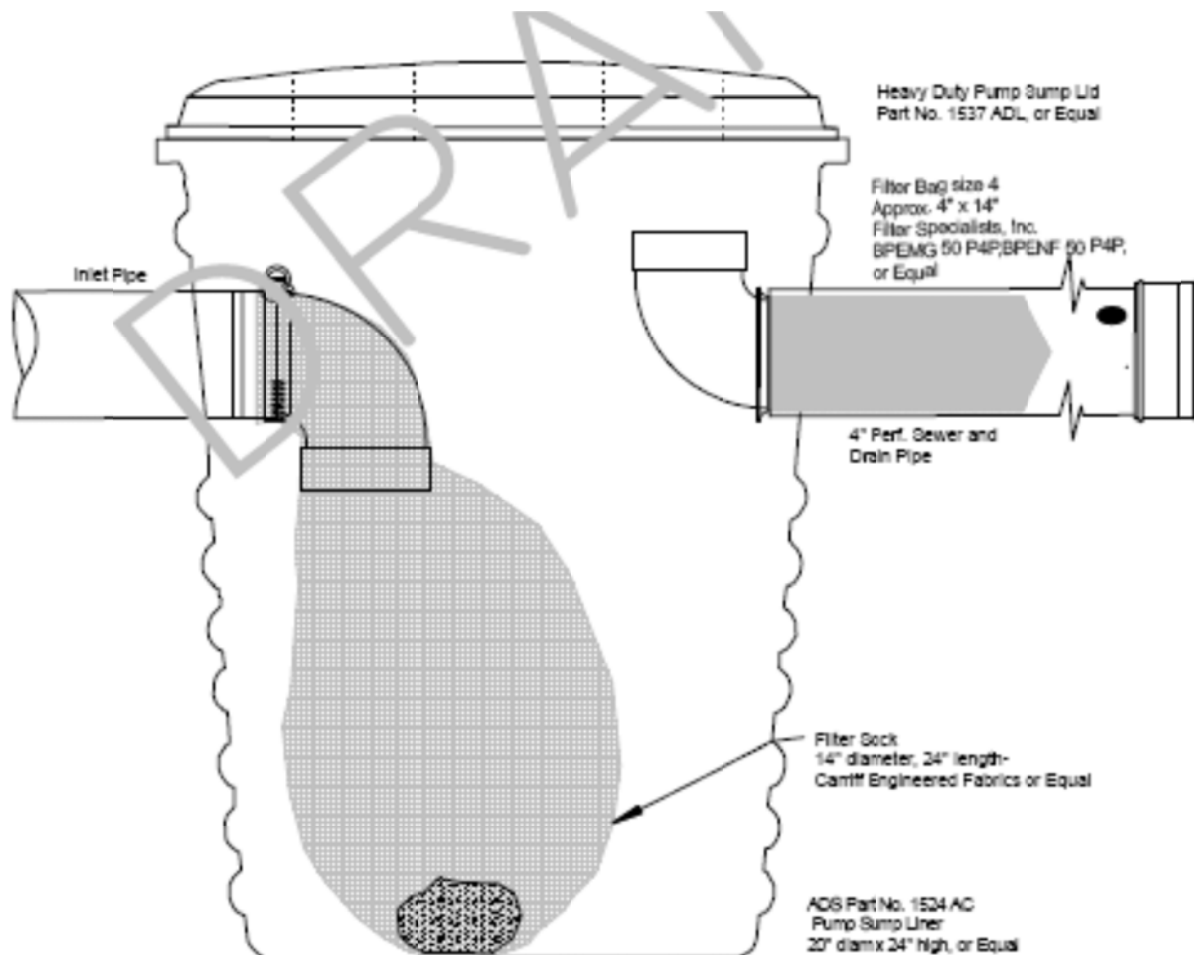 DRA
Heavy Duty Pump Sump Lid
Part No. 1537 ADL, or Equal
Filter Bag size 4
Approx. 4" x 14"
Filter Specialists, Inc.
BPEMG 50 P4P,BPENF 50 P4P,
or Equal
Inlet Pipe
4" Perf. Sewer and
Drain Pipe
Filter Sock
14" diameter, 24" length-
Carriff Engineered Fabrics or Equal
ADS Part No. 1524 AC
Pump Sump Liner
20" diam x 24" high, or Equal